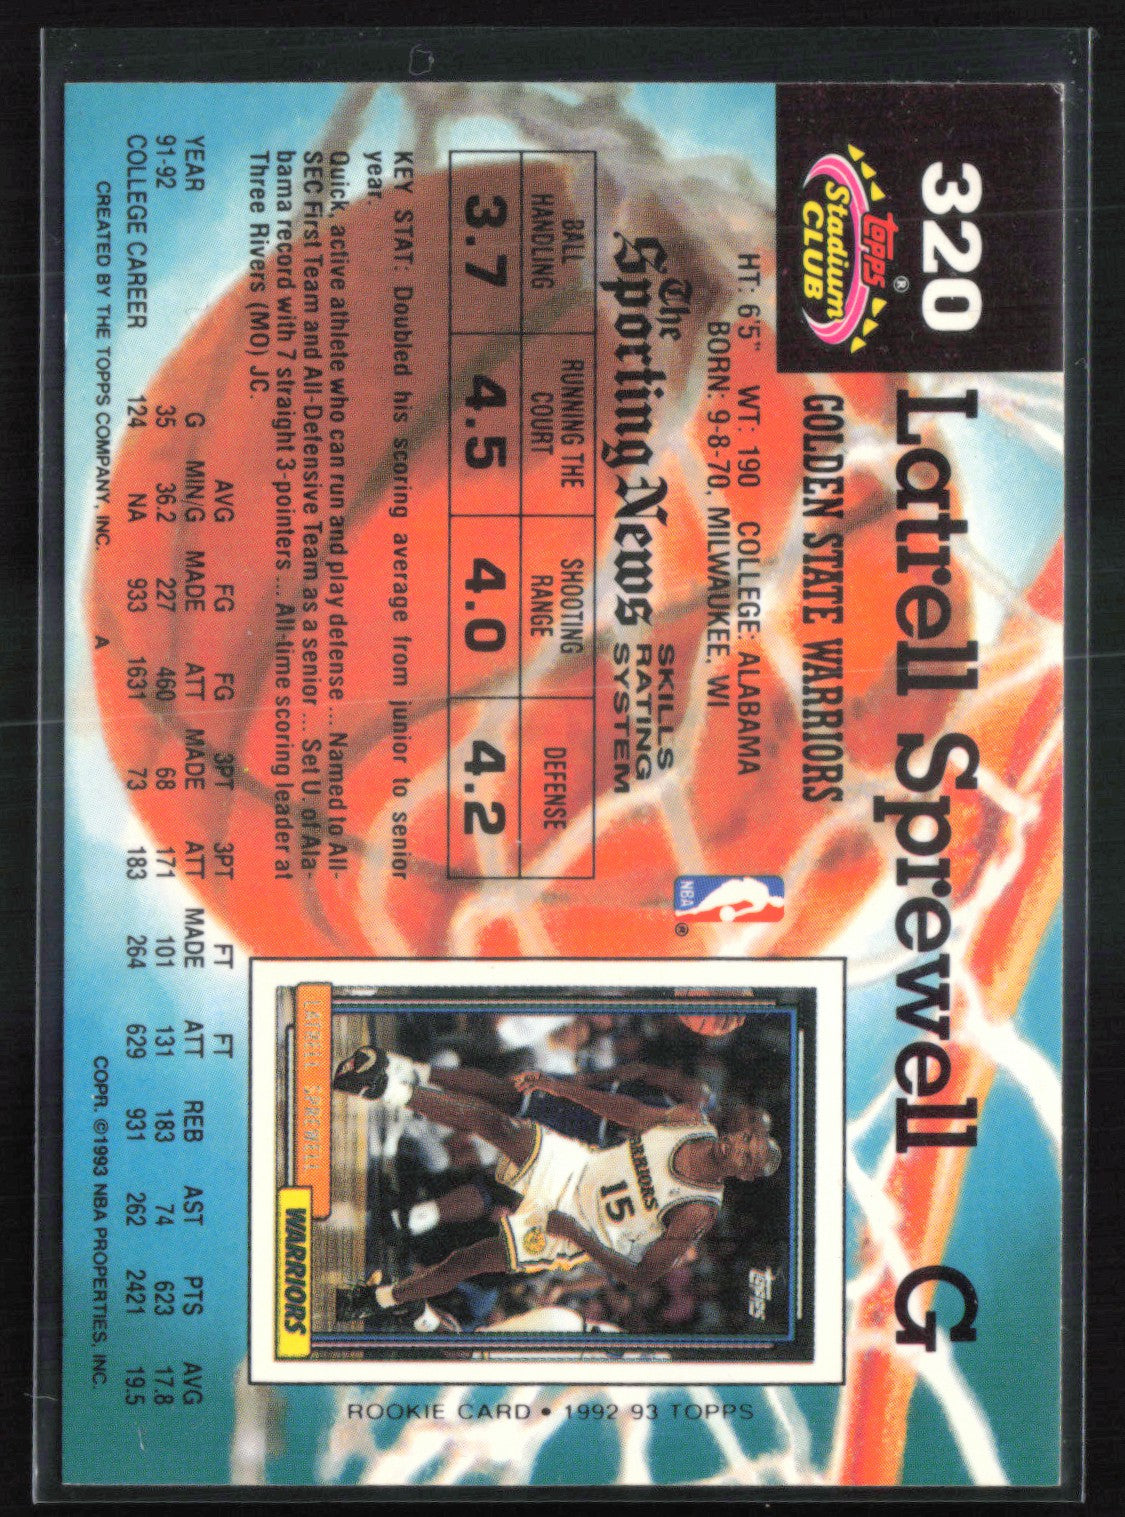 320
Topps®
Stadium
CLUB
Latrell Sprewell G
GOLDEN STATE WARRIORS
HT: 6'5" WT: 190 COLLEGE: ALABAMA
BORN: 9-8-70, MILWAUKEE, WI
NBA ®
The
Sporting News
SKILLS
RATING
SYSTEM
BALL HANDLING RUNNING THE COURT SHOOTING RANGE DEFENSE
3.7 4.5 4.0 4.2
KEY STAT: Doubled his scoring average from junior to senior
year.
Quick, active athlete who can run and play defense ... Named to All-
SEC First Team and All-Defensive Team as a senior ... Set U. of Ala-
bama record with 7 straight 3-pointers ... All-time scoring leader at
Three Rivers (MO) JC.
AVG FG FG 3PT 3PT FT FT
YEAR G MIN/G MADE ATT MADE ATT MADE ATT REB AST PTS AVG
91-92 35 36.2 227 460 68 171 101 131 183 74 623 17.8
COLLEGE CAREER 124 NA 933 1631 73 183 264 629 931 262 2421 19.5
CREATED BY THE TOPPS COMPANY, INC. A COPR. ©1993 NBA PROPERTIES, INC.
TOPPS
WARRIORS
15
LATRELL SPREWELL
WARRIORS
ROOKIE CARD • 1992 93 TOPPS